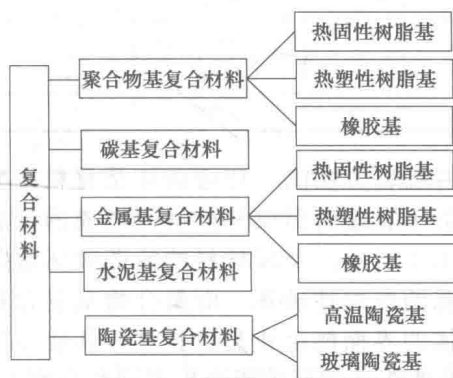 复合材料
聚合物基复合材料
热固性树脂基
热塑性树脂基
橡胶基
碳基复合材料
金属基复合材料
热固性树脂基
热塑性树脂基
橡胶基
水泥基复合材料
陶瓷基复合材料
高温陶瓷基
玻璃陶瓷基